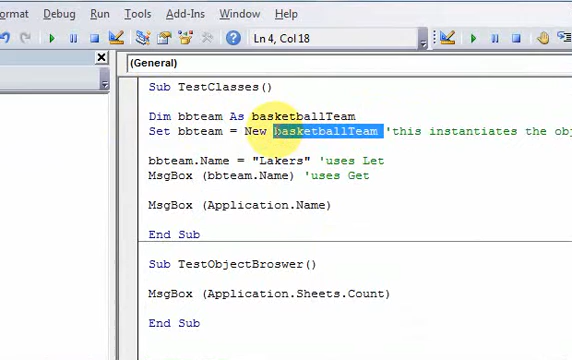 ormat Debug Run Tools Add-Ins Window Help
Ln 4, Col 18
(General)
Sub TestClasses()
Dim bbteam As basketballTeam
Set bbteam = New basketballTeam 'this instantiates the obj
bbteam.Name = "Lakers" 'uses Let
MsgBox (bbteam.Name) 'uses Get
MsgBox (Application.Name)
End Sub
Sub TestObjectBroswer()
MsgBox (Application.Sheets.Count)
End Sub